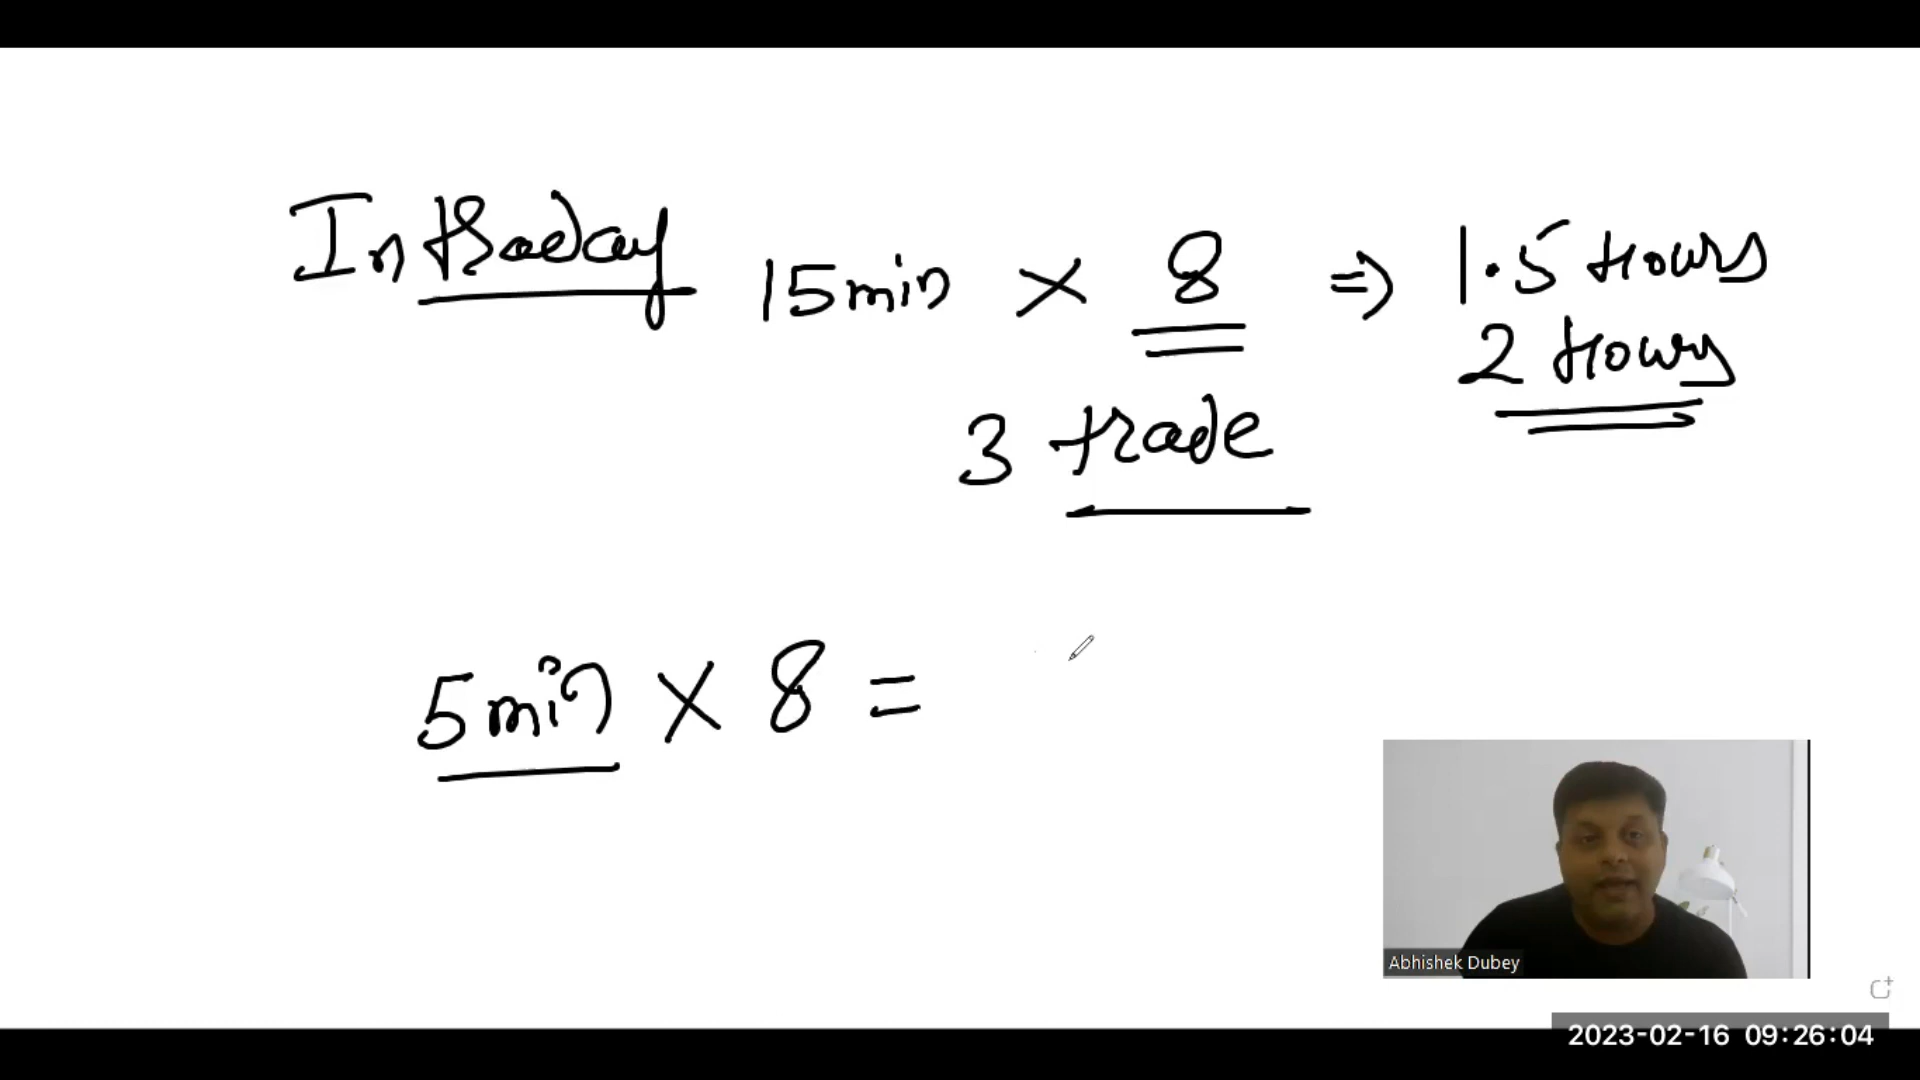 Intraday 15min × 8 ⇒ 1.5 Hours
2 Hours
3 trade
5min × 8 =
Abhishek Dubey
2023-02-16 09:26:04